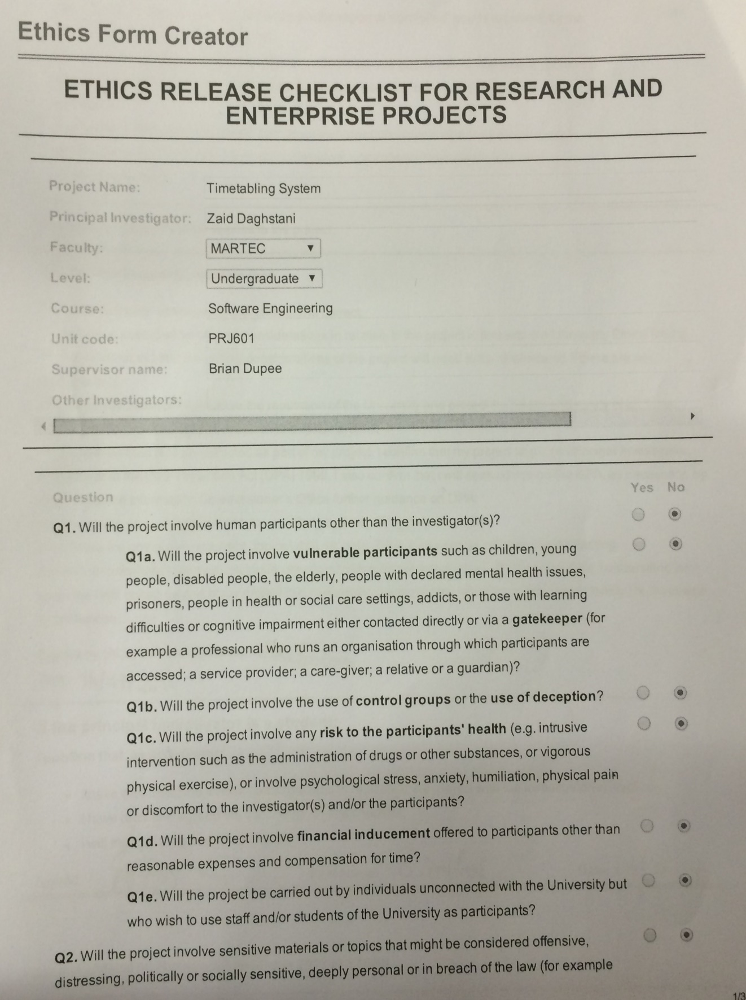 Ethics Form Creator
ETHICS RELEASE CHECKLIST FOR RESEARCH AND
ENTERPRISE PROJECTS
Project Name: Timetabling System
Principal Investigator: Zaid Daghstani
Faculty: MARTEC
Level: Undergraduate
Course: Software Engineering
Unit code: PRJ601
Supervisor name: Brian Dupee
Other Investigators:
Question Yes No
Q1. Will the project involve human participants other than the investigator(s)?
Q1a. Will the project involve vulnerable participants such as children, young
people, disabled people, the elderly, people with declared mental health issues,
prisoners, people in health or social care settings, addicts, or those with learning
difficulties or cognitive impairment either contacted directly or via a gatekeeper (for
example a professional who runs an organisation through which participants are
accessed; a service provider; a care-giver; a relative or a guardian)?
Q1b. Will the project involve the use of control groups or the use of deception?
Q1c. Will the project involve any risk to the participants' health (e.g. intrusive
intervention such as the administration of drugs or other substances, or vigorous
physical exercise), or involve psychological stress, anxiety, humiliation, physical pain
or discomfort to the investigator(s) and/or the participants?
Q1d. Will the project involve financial inducement offered to participants other than
reasonable expenses and compensation for time?
Q1e. Will the project be carried out by individuals unconnected with the University but
who wish to use staff and/or students of the University as participants?
Q2. Will the project involve sensitive materials or topics that might be considered offensive,
distressing, politically or socially sensitive, deeply personal or in breach of the law (for example
1/3